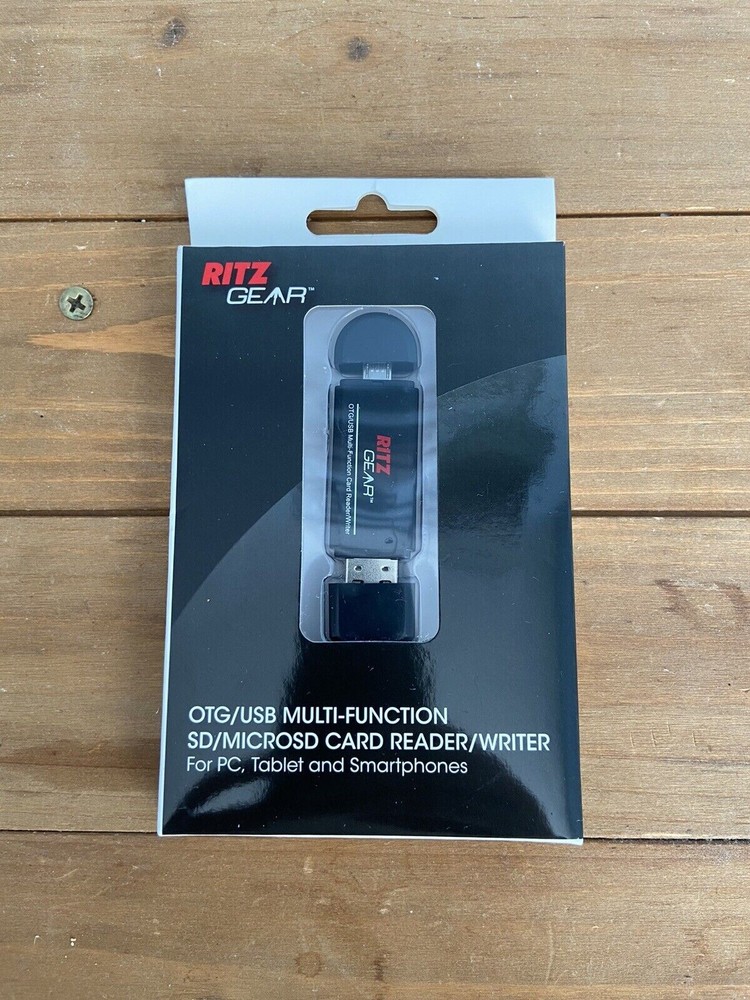 RITZ
GEAR™
RITZ
GEAR™
OTG/USB Multi-Function Card Reader/Writer
OTG/USB MULTI-FUNCTION
SD/MICROSD CARD READER/WRITER
For PC, Tablet and Smartphones